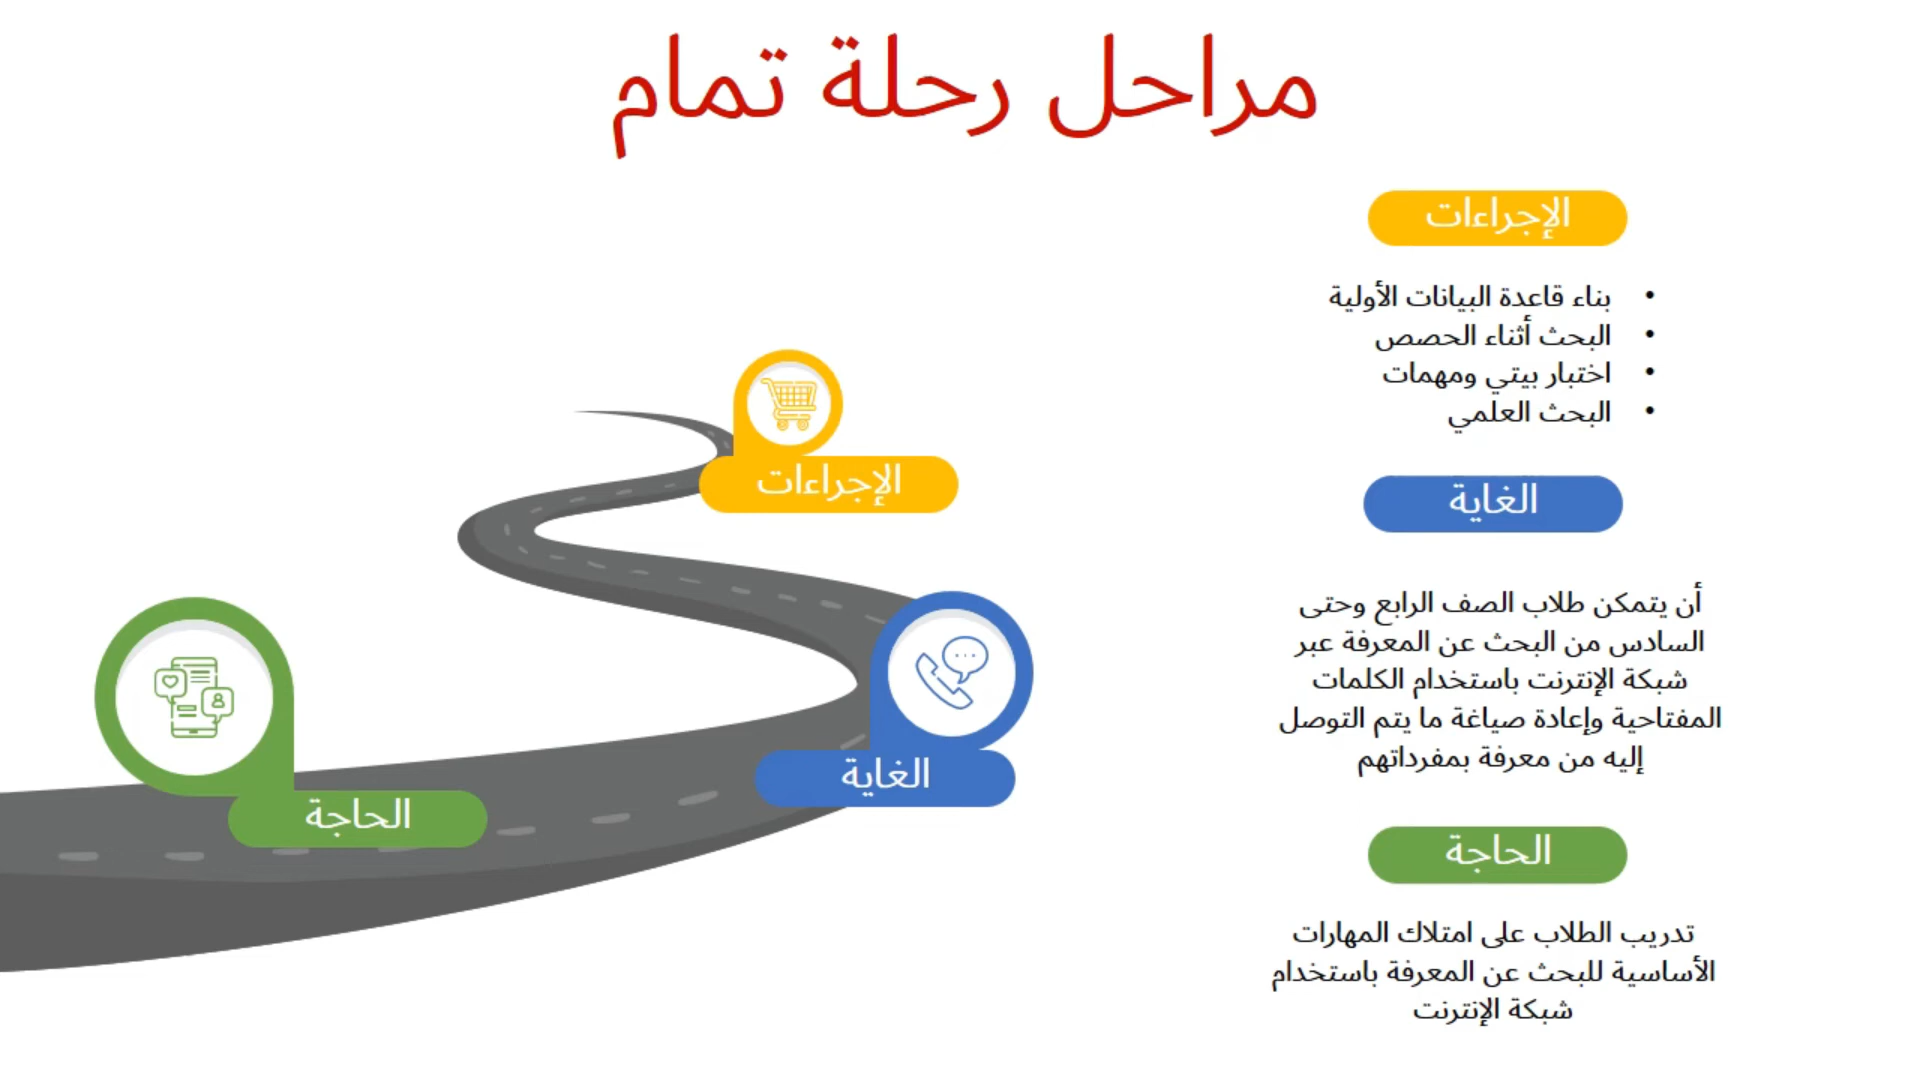 مراحل رحلة تمام
الإجراءات
• بناء قاعدة البيانات الأولية
• البحث أثناء الحصص
• اختبار بيتي ومهمات
• البحث العلمي
الغاية
أن يتمكن طلاب الصف الرابع وحتى
السادس من البحث عن المعرفة عبر
شبكة الإنترنت باستخدام الكلمات
المفتاحية وإعادة صياغة ما يتم التوصل
إليه من معرفة بمفرداتهم
الحاجة
تدريب الطلاب على امتلاك المهارات
الأساسية للبحث عن المعرفة باستخدام
شبكة الإنترنت
الإجراءات
الغاية
الحاجة